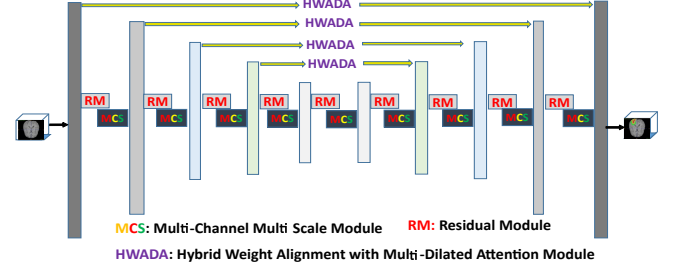 HWADA
HWADA
HWADA
HWADA
RM RM RM RM RM RM RM RM RM
MCS MCS MCS MCS MCS MCS MCS MCS MCS
MCS: Multi-Channel Multi Scale Module RM: Residual Module
HWADA: Hybrid Weight Alignment with Multi-Dilated Attention Module